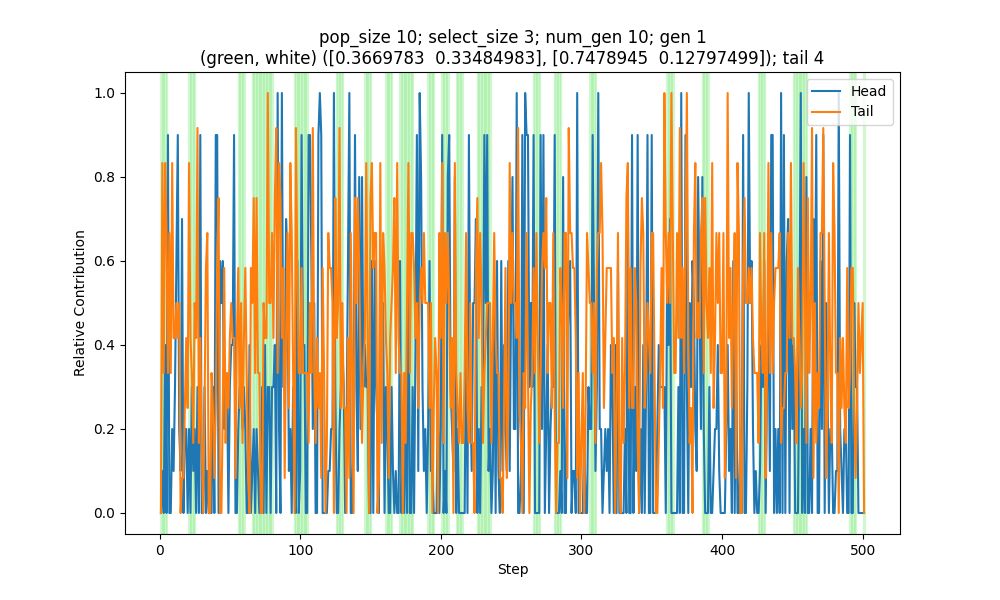 pop_size 10; select_size 3; num_gen 10; gen 1
(green, white) ([0.3669783  0.33484983], [0.7478945  0.12797499]); tail 4
Head
Tail
1.0
0.8
0.6
0.4
0.2
0.0
Relative Contribution
0
100
200
300
400
500
Step